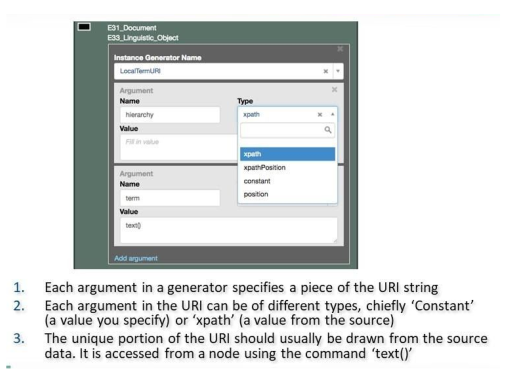 E31_Document
E33_Linguistic_Object
Instance Generator Name
LocalTermURI
Argument
Name
Type
hierarchy
xpath
Value
Fill in value
xpath
xpathPosition
constant
position
Argument
Name
term
Value
text()
Add argument
1. Each argument in a generator specifies a piece of the URI string
2. Each argument in the URI can be of different types, chiefly ‘Constant’
(a value you specify) or ‘xpath’ (a value from the source)
3. The unique portion of the URI should usually be drawn from the source
data. It is accessed from a node using the command ‘text()’